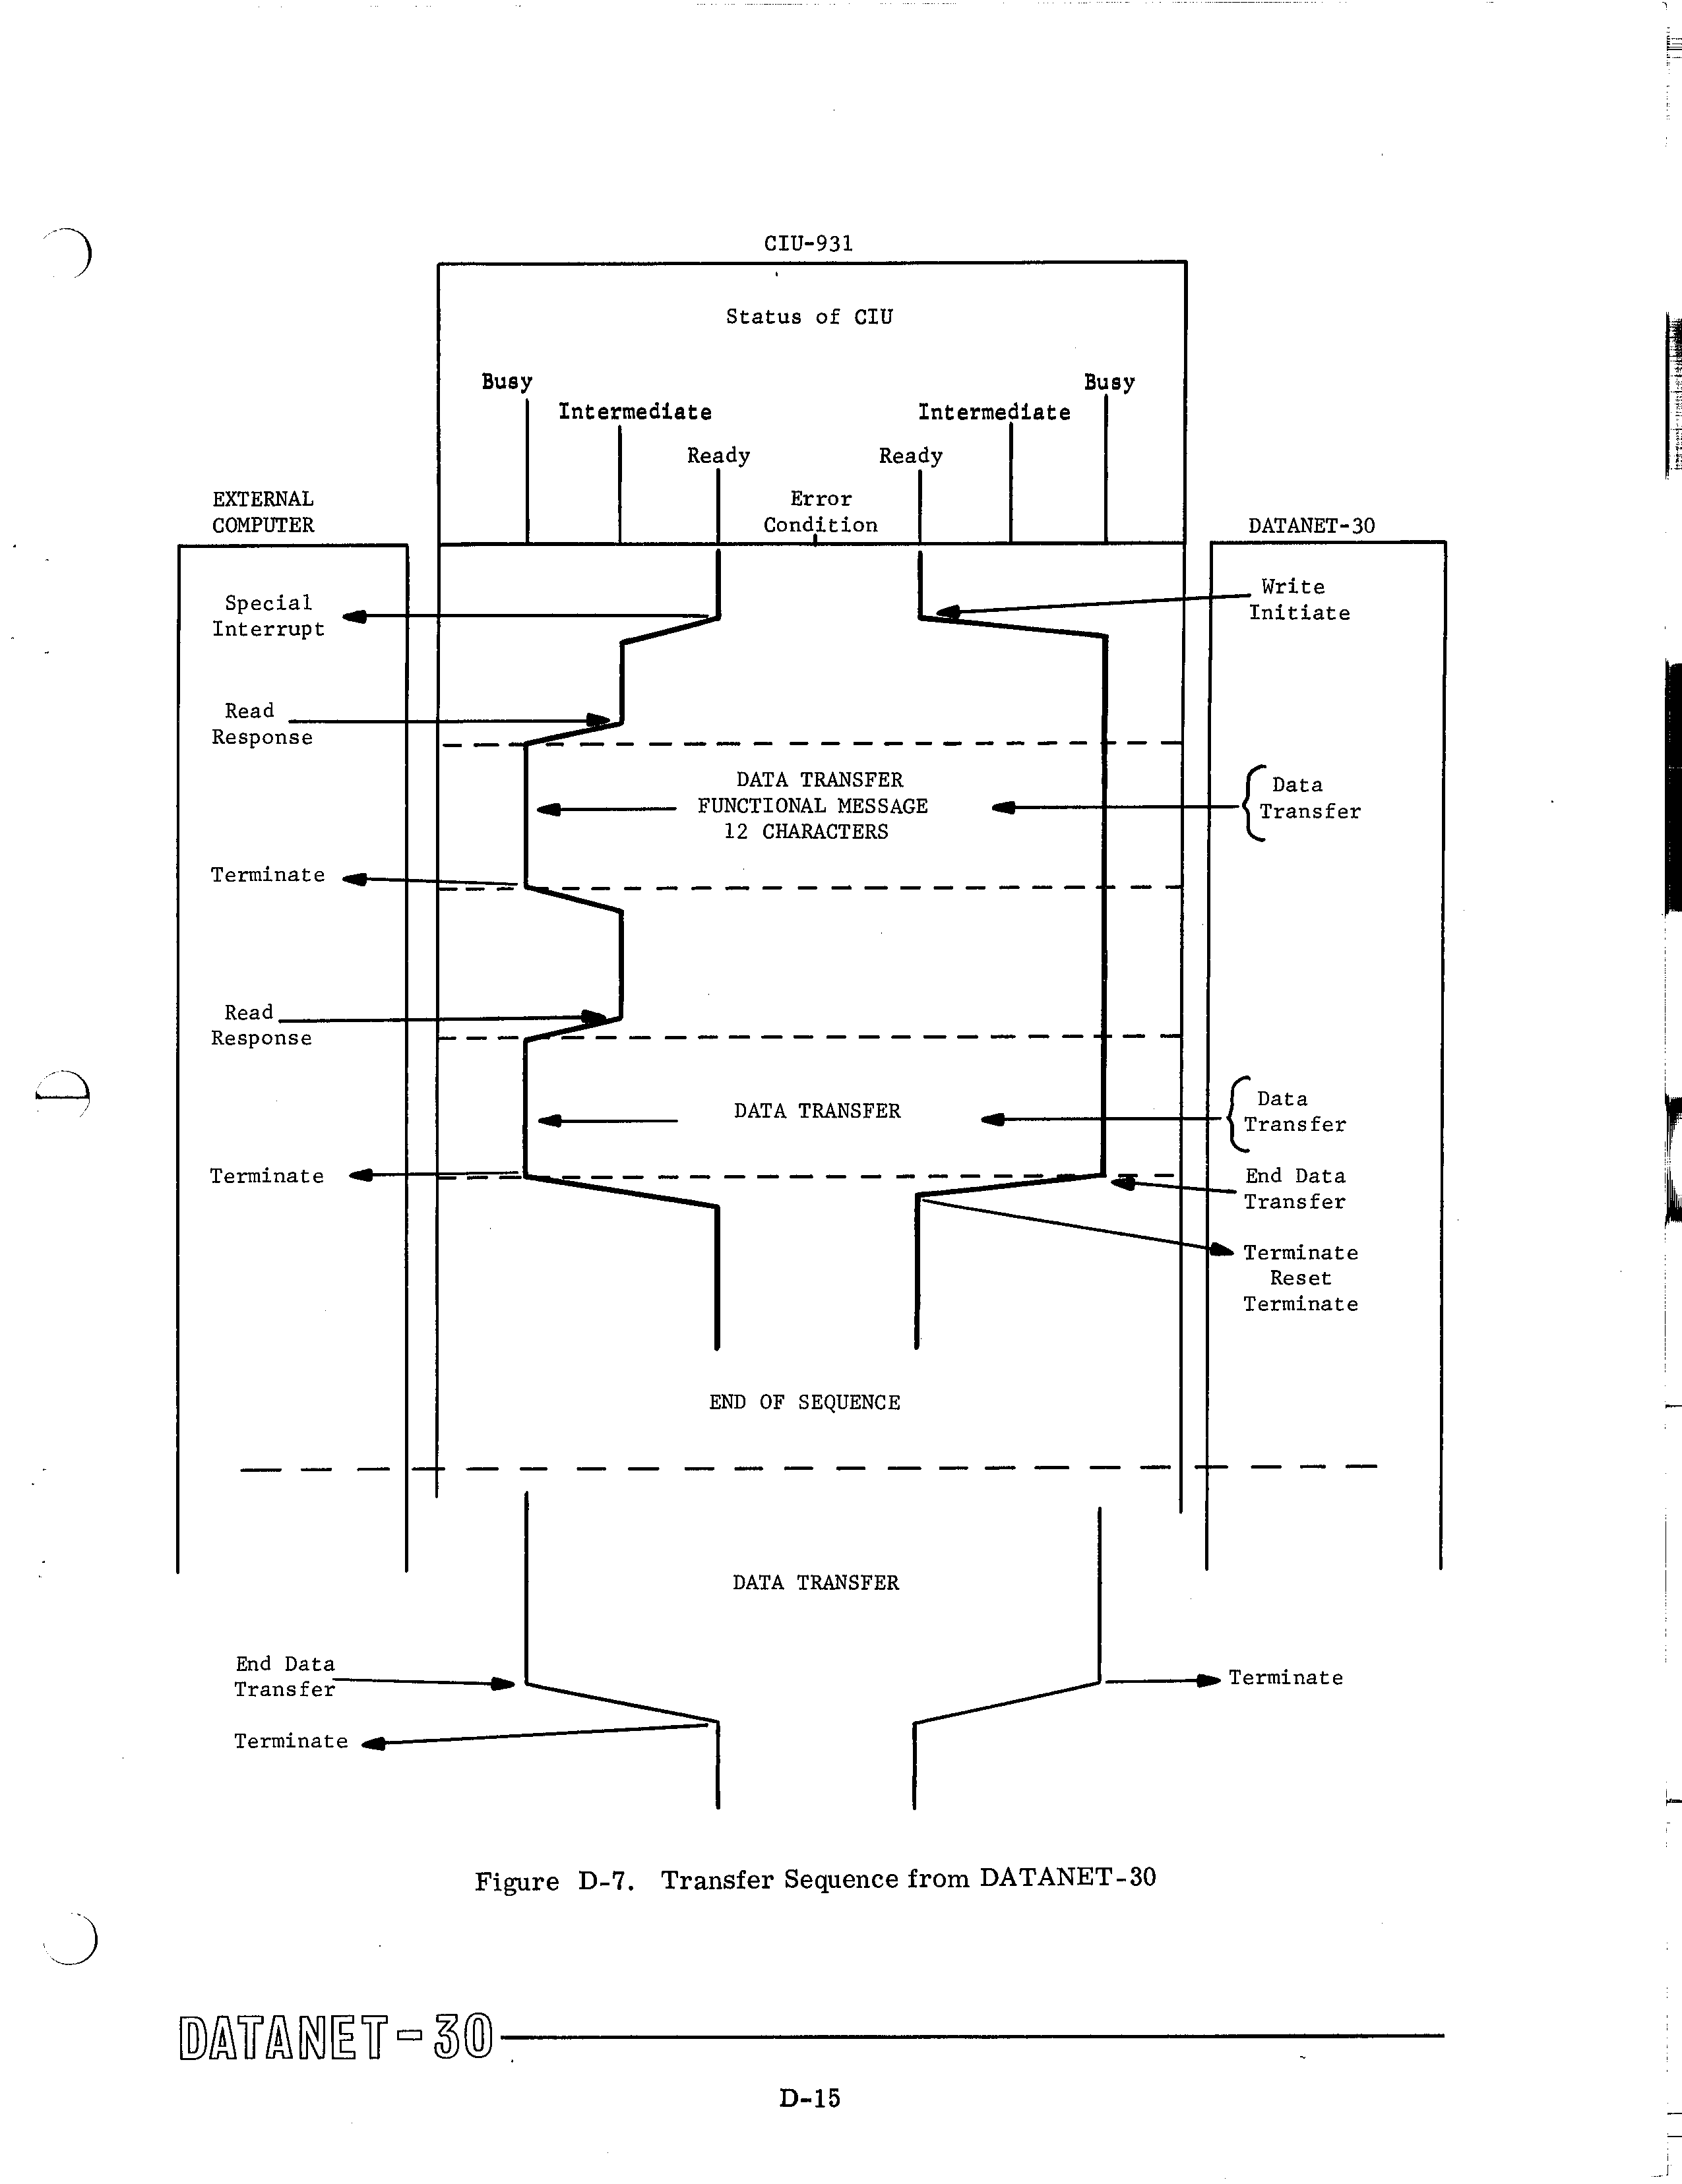 CIU-931
Status of CIU
Busy
Busy
Intermediate
Intermediate
Ready
Ready
EXTERNAL
COMPUTER
Error
Condition
DATANET-30
Special
Interrupt
Write
Initiate
Read
Response
DATA TRANSFER
FUNCTIONAL MESSAGE
12 CHARACTERS
Data
Transfer
Terminate
Read
Response
DATA TRANSFER
Data
Transfer
Terminate
End Data
Transfer
Terminate
Reset
Terminate
END OF SEQUENCE
DATA TRANSFER
End Data
Transfer
Terminate
Terminate
Figure D-7. Transfer Sequence from DATANET-30
DATANET-30
D-15